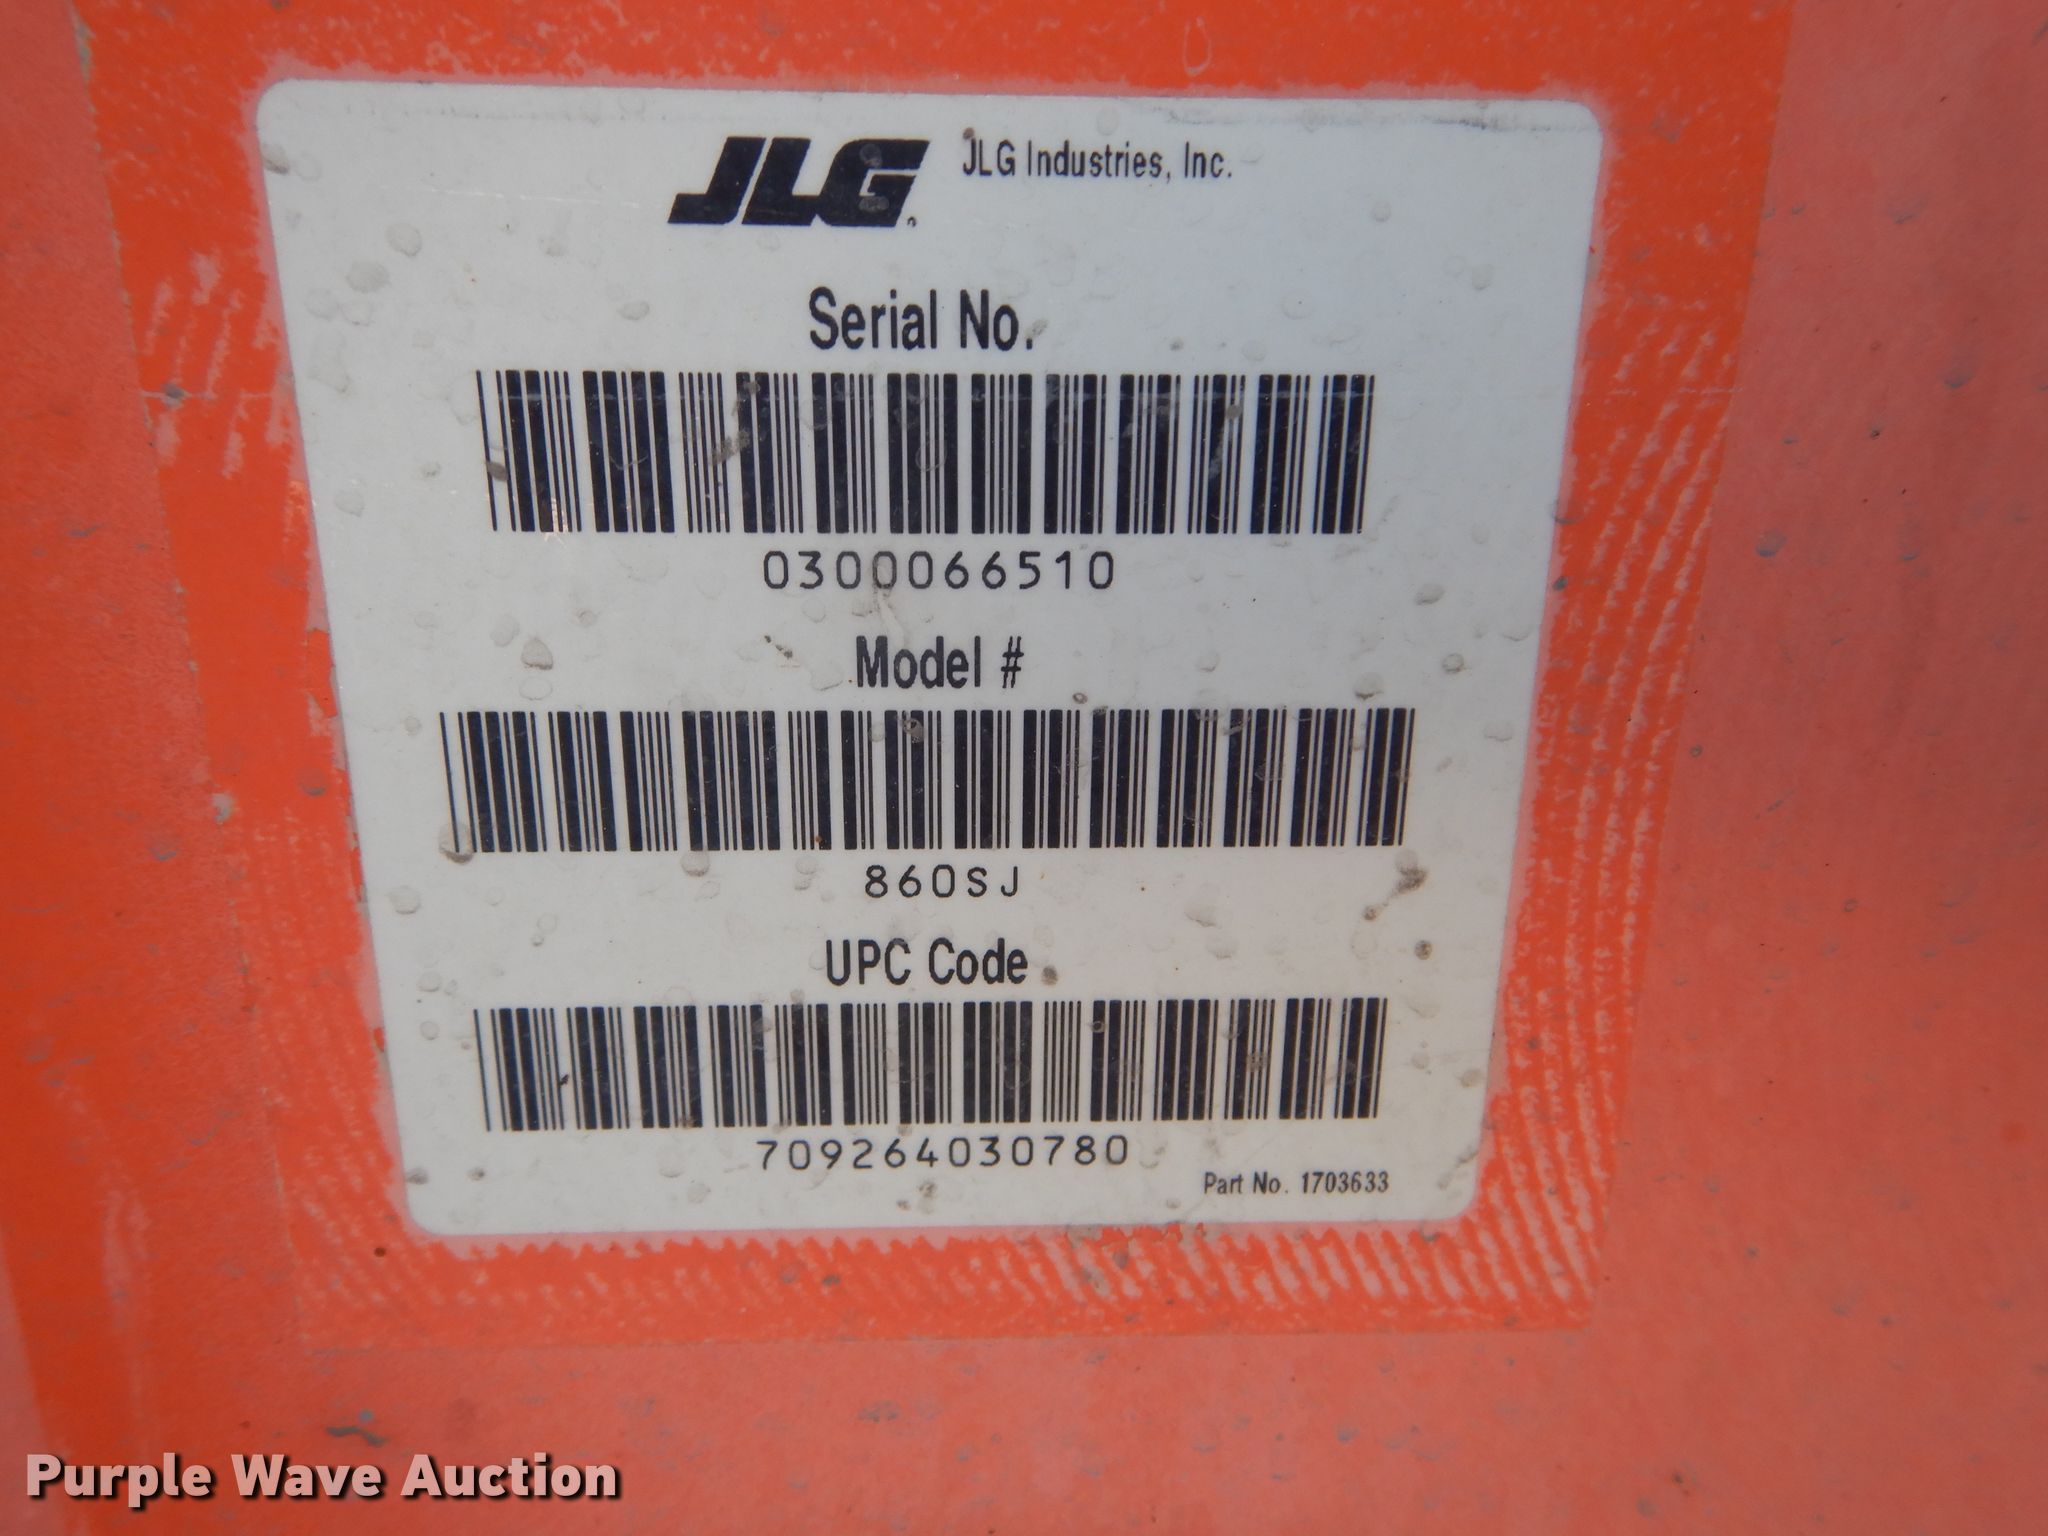 JLG JLG Industries, Inc.
Serial No.
0300066510
Model #
860SJ
UPC Code
709264030780
Part No. 1703633
Purple Wave Auction